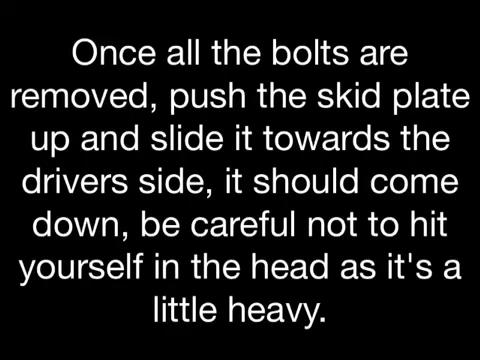 Once all the bolts are
removed, push the skid plate
up and slide it towards the
drivers side, it should come
down, be careful not to hit
yourself in the head as it's a
little heavy.